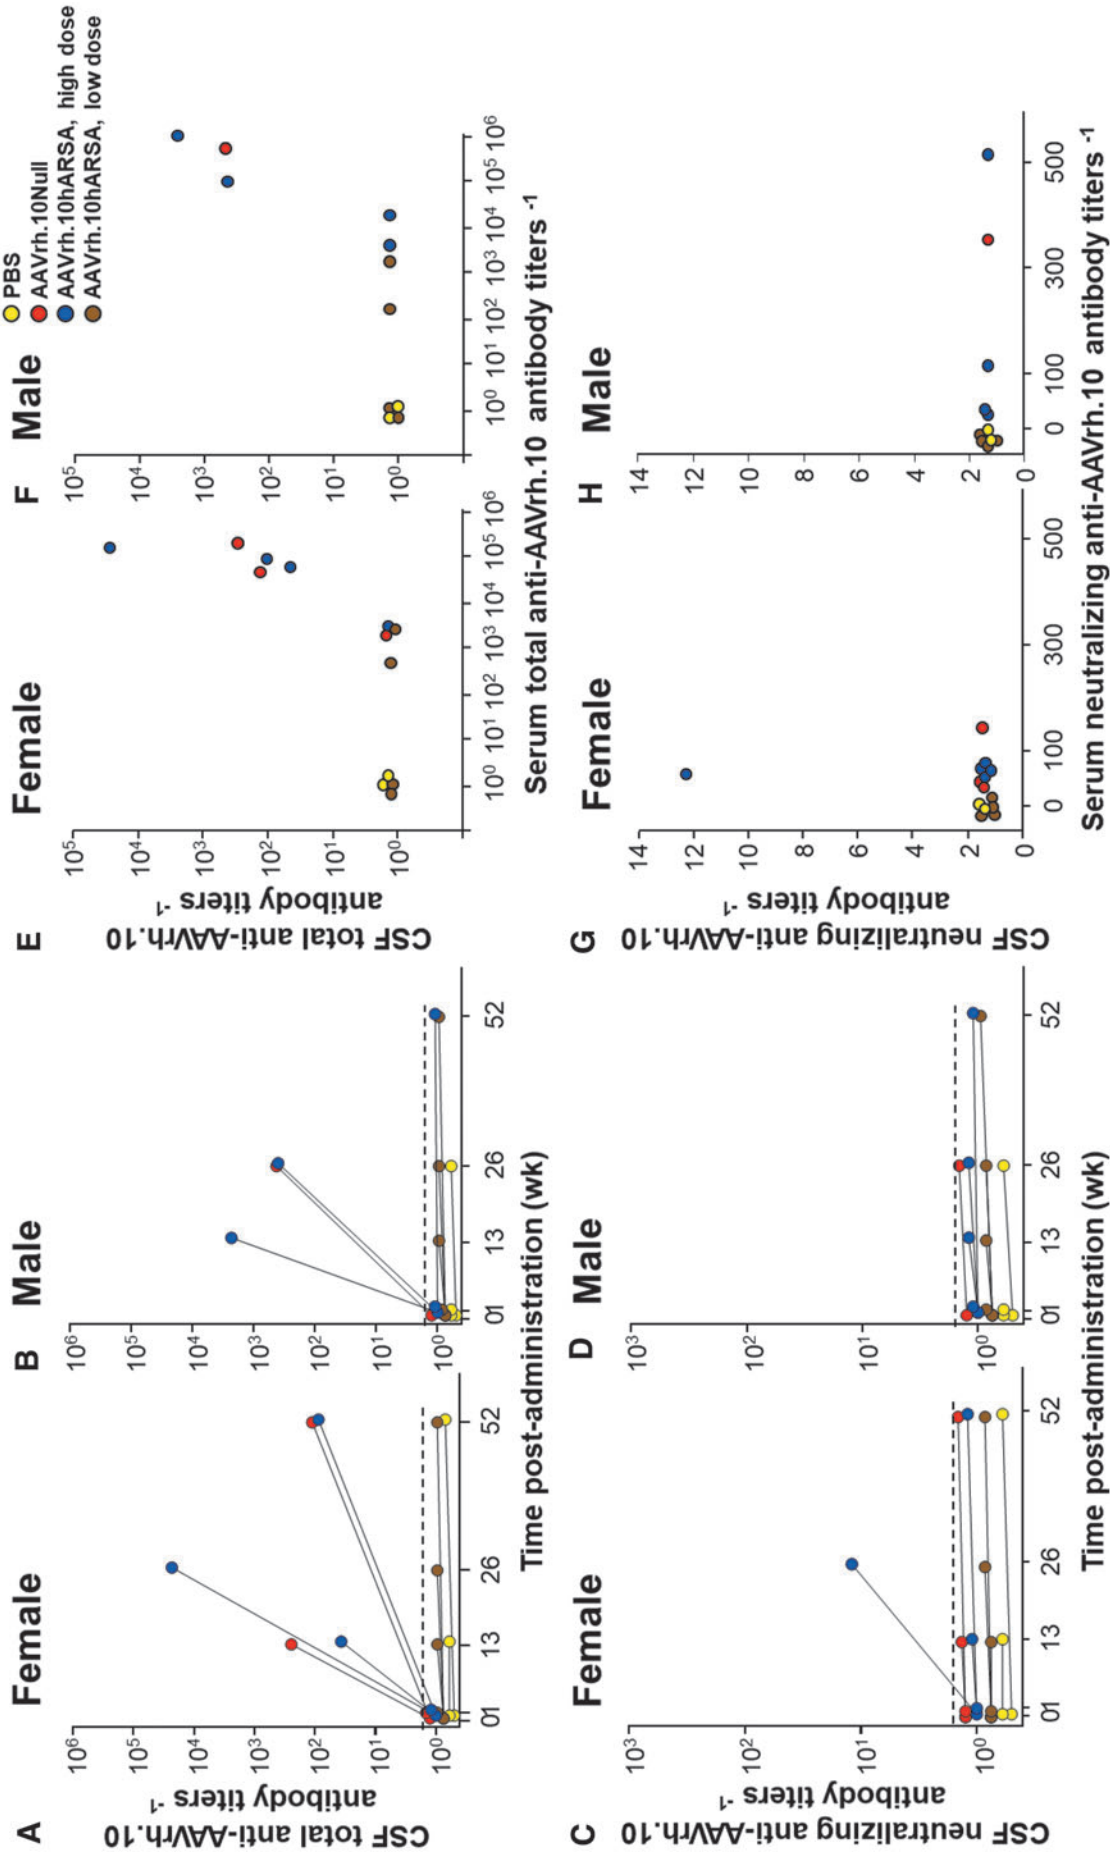 PBS
AAVrh.10Null
AAVrh.10hARSA, high dose
AAVrh.10hARSA, low dose
A
Female
CSF total anti-AAVrh.10
antibody titers -1
10⁶
10⁵
10⁴
10³
10²
10¹
10⁰
01 13 26 52
B
Male
10⁶
10⁵
10⁴
10³
10²
10¹
10⁰
01 13 26 52
Time post-administration (wk)
C
Female
CSF neutralizing anti-AAVrh.10
antibody titers -1
10³
10²
10¹
10⁰
01 13 26 52
D
Male
10³
10²
10¹
10⁰
01 13 26 52
Time post-administration (wk)
E
Female
CSF total anti-AAVrh.10
antibody titers -1
10⁵
10⁴
10³
10²
10¹
10⁰
10⁰ 10¹ 10² 10³ 10⁴ 10⁵ 10⁶
F
Male
10⁵
10⁴
10³
10²
10¹
10⁰
10⁰ 10¹ 10² 10³ 10⁴ 10⁵ 10⁶
Serum total anti-AAVrh.10 antibody titers -1
G
Female
CSF neutralizing anti-AAVrh.10
antibody titers -1
14
12
10
8
6
4
2
0
0 100 300 500
H
Male
14
12
10
8
6
4
2
0
0 100 300 500
Serum neutralizing anti-AAVrh.10 antibody titers -1